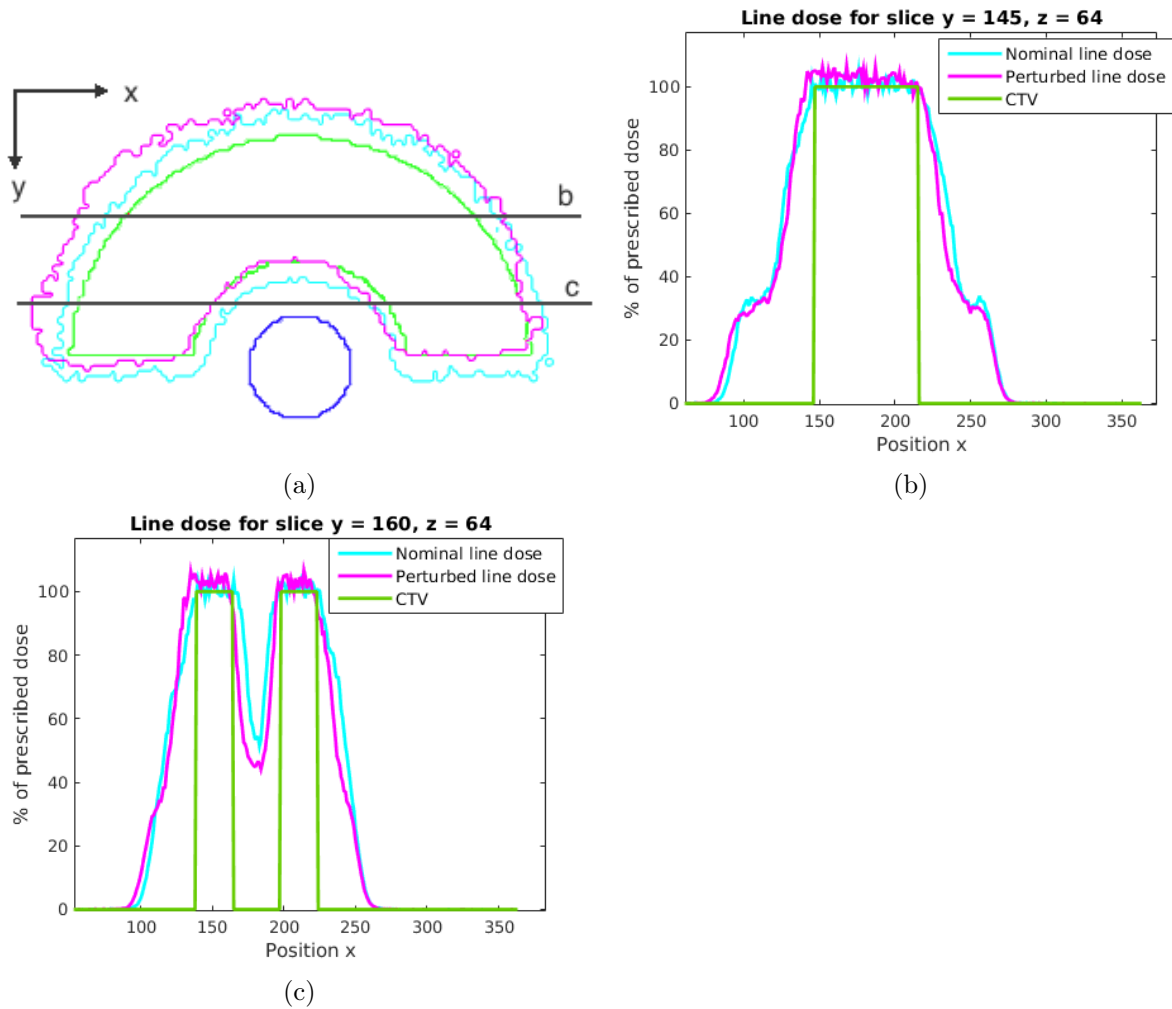 x
y
b
c
(a)
Line dose for slice y = 145, z = 64
Nominal line dose
Perturbed line dose
CTV
% of prescribed dose
100
80
60
40
20
0
100 150 200 250 300 350
Position x
(b)
Line dose for slice y = 160, z = 64
Nominal line dose
Perturbed line dose
CTV
% of prescribed dose
100
80
60
40
20
0
100 150 200 250 300 350
Position x
(c)